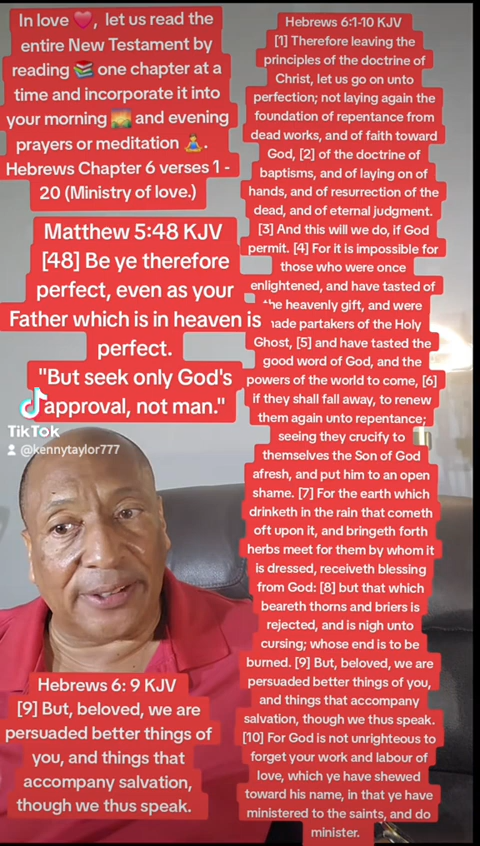 In love 💗, let us read the
entire New Testament by
reading 📚 one chapter at a
time and incorporate it into
your morning 🌅 and evening
prayers or meditation 🧘.
Hebrews Chapter 6 verses 1 -
20 (Ministry of love.)
Matthew 5:48 KJV
[48] Be ye therefore
perfect, even as your
Father which is in heaven is
perfect.
"But seek only God's
approval, not man."
TikTok
@kennytaylor777
Hebrews 6: 9 KJV
[9] But, beloved, we are
persuaded better things of
you, and things that
accompany salvation,
though we thus speak.
Hebrews 6:1-10 KJV
[1] Therefore leaving the
principles of the doctrine of
Christ, let us go on unto
perfection; not laying again the
foundation of repentance from
dead works, and of faith toward
God, [2] of the doctrine of
baptisms, and of laying on of
hands, and of resurrection of the
dead, and of eternal judgment.
[3] And this will we do, if God
permit. [4] For it is impossible for
those who were once
enlightened, and have tasted of
the heavenly gift, and were
made partakers of the Holy
Ghost, [5] and have tasted the
good word of God, and the
powers of the world to come, [6]
if they shall fall away, to renew
them again unto repentance;
seeing they crucify to
themselves the Son of God
afresh, and put him to an open
shame. [7] For the earth which
drinketh in the rain that cometh
oft upon it, and bringeth forth
herbs meet for them by whom it
is dressed, receiveth blessing
from God: [8] but that which
beareth thorns and briers is
rejected, and is nigh unto
cursing; whose end is to be
burned. [9] But, beloved, we are
persuaded better things of you,
and things that accompany
salvation, though we thus speak.
[10] For God is not unrighteous to
forget your work and labour of
love, which ye have shewed
toward his name, in that ye have
ministered to the saints, and do
minister.